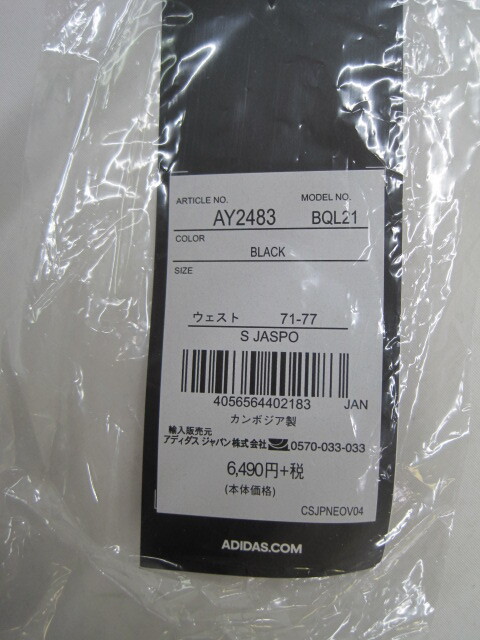 ARTICLE NO. MODEL NO.
AY2483 BQL21
COLOR
BLACK
SIZE
ウェスト 71-77
S JASPO
4056564402183 JAN
カンボジア製
輸入販売元
アディダス ジャパン株式会社 0570-033-033
6,490円+税
(本体価格)
CSJPNEOV04
ADIDAS.COM